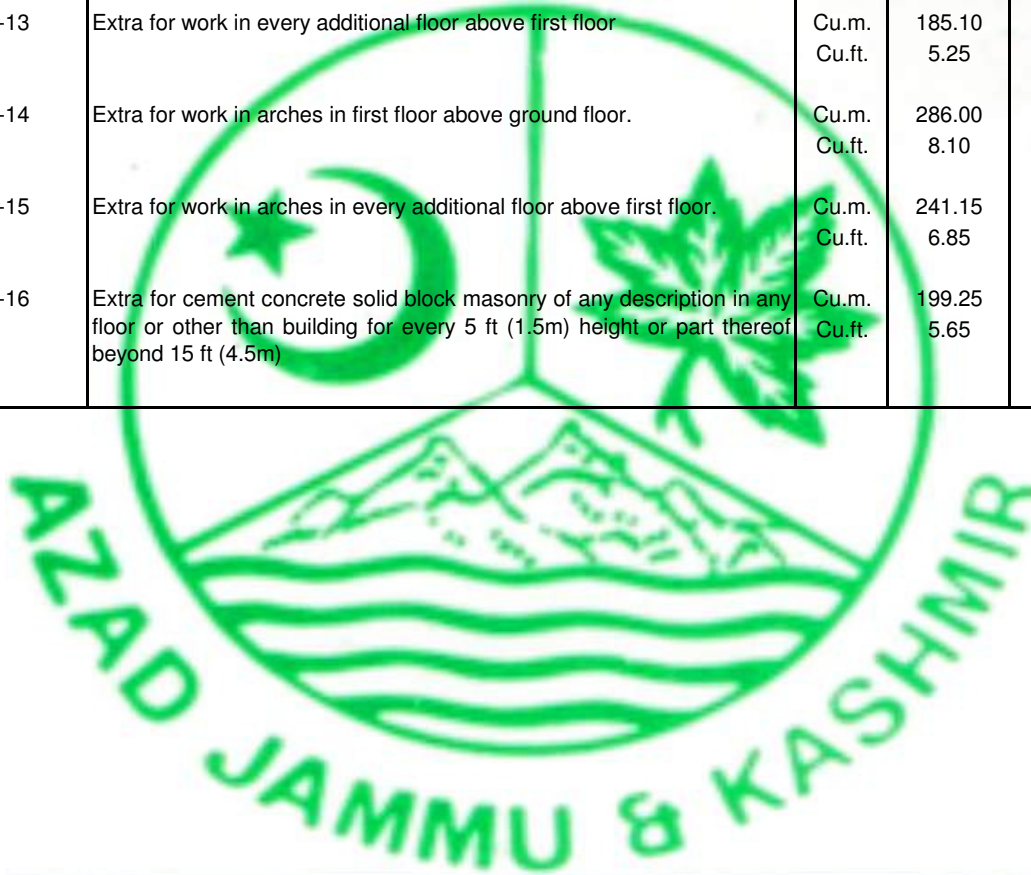 -13 Extra for work in every additional floor above first floor Cu.m. 185.10
Cu.ft. 5.25
-14 Extra for work in arches in first floor above ground floor. Cu.m. 286.00
Cu.ft. 8.10
-15 Extra for work in arches in every additional floor above first floor. Cu.m. 241.15
Cu.ft. 6.85
-16 Extra for cement concrete solid block masonry of any description in any Cu.m. 199.25
floor or other than building for every 5 ft (1.5m) height or part thereof Cu.ft. 5.65
beyond 15 ft (4.5m)
AZAD JAMMU & KASHMIR